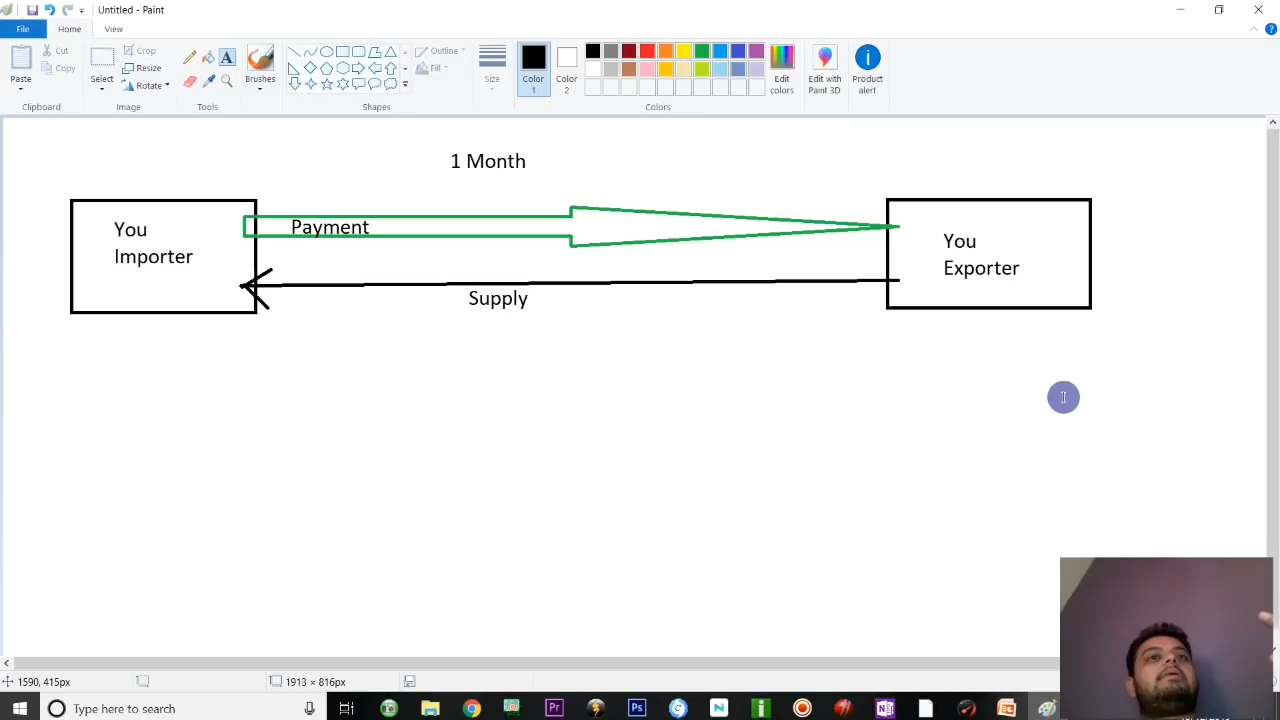 Untitled - Paint
File
Home
View
Paste
Cut
Copy
Clipboard
Select
Crop
Resize
Rotate
Image
Tools
Brushes
Shapes
Outline
Fill
Size
Color
1
Color
2
Colors
Edit
colors
Edit with
Paint 3D
Product
alert
1 Month
You
Importer
Payment
Supply
You
Exporter
1590, 415px
1913 × 816px
Type here to search